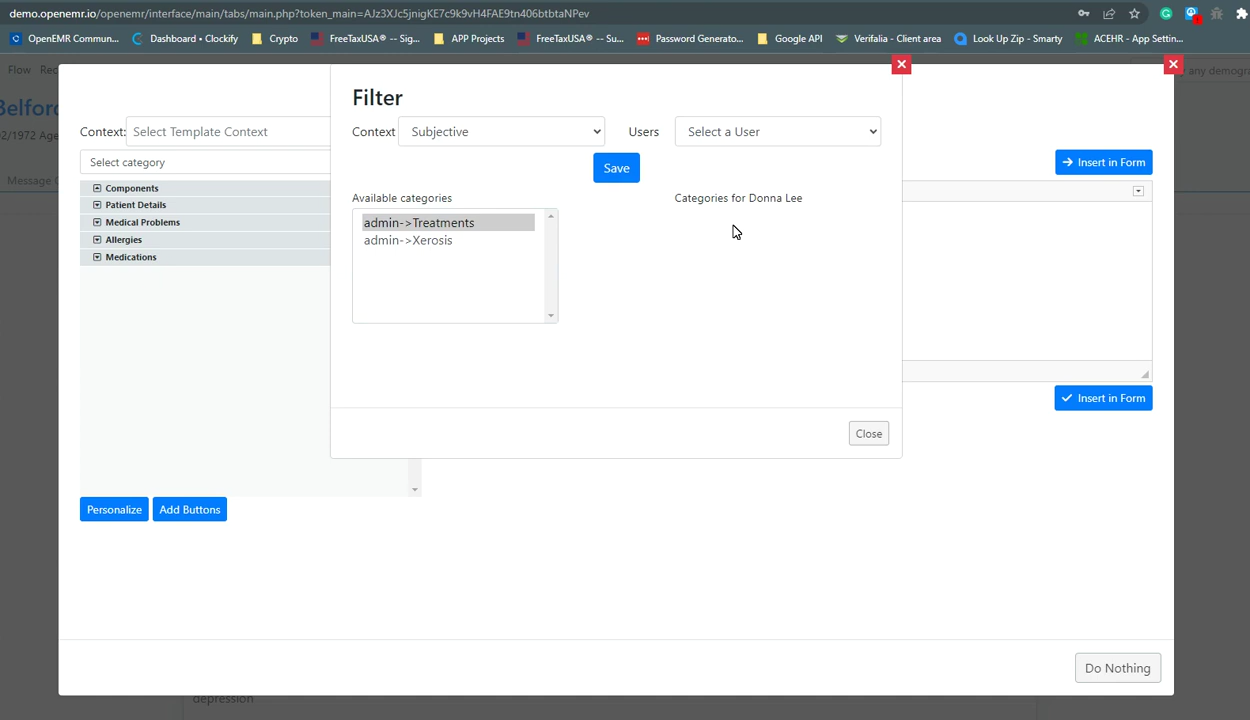 demo.openemr.io/openemr/interface/main/tabs/main.php?token_main=AJz3XJc5jnigKE7c9k9vH4FAE9tn406btbtaNPev
OpenEMR Commun... Dashboard • Clockify Crypto FreeTaxUSA® -- Sig... APP Projects FreeTaxUSA® -- Su... Password Generato... Google API Verifalia - Client area Look Up Zip - Smarty ACEHR - App Settin...
Flow Rec
any demogra
Belford
02/1972 Age
Message
Filter
Context: Select Template Context
Context Subjective Users Select a User
Select category
Save
Insert in Form
Components
Patient Details
Medical Problems
Allergies
Medications
Available categories
Categories for Donna Lee
admin->Treatments
admin->Xerosis
Insert in Form
Close
Personalize Add Buttons
Do Nothing
depression